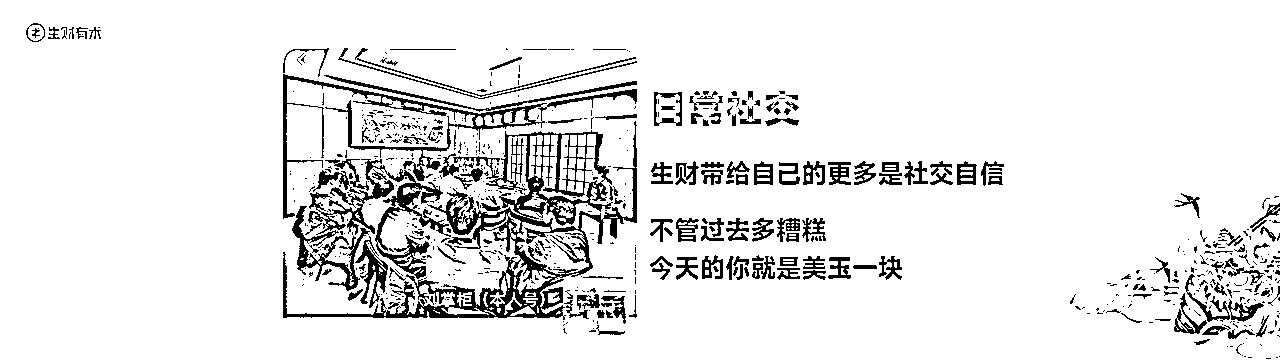 生财有术
日常社交
生财带给自己的更多是社交自信
不管过去多糟糕
今天的你就是美玉一块
刘掌柜（本人号）